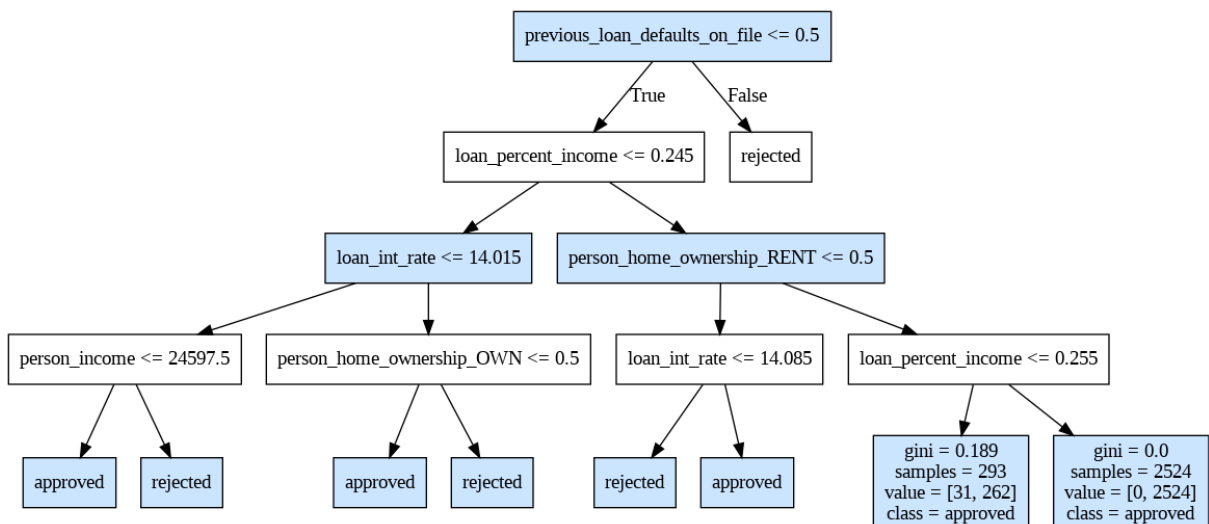 previous_loan_defaults_on_file <= 0.5
True
False
loan_percent_income <= 0.245
rejected
loan_int_rate <= 14.015
person_home_ownership_RENT <= 0.5
person_income <= 24597.5
person_home_ownership_OWN <= 0.5
loan_int_rate <= 14.085
loan_percent_income <= 0.255
approved
rejected
approved
rejected
rejected
approved
gini = 0.189
samples = 293
value = [31, 262]
class = approved
gini = 0.0
samples = 2524
value = [0, 2524]
class = approved